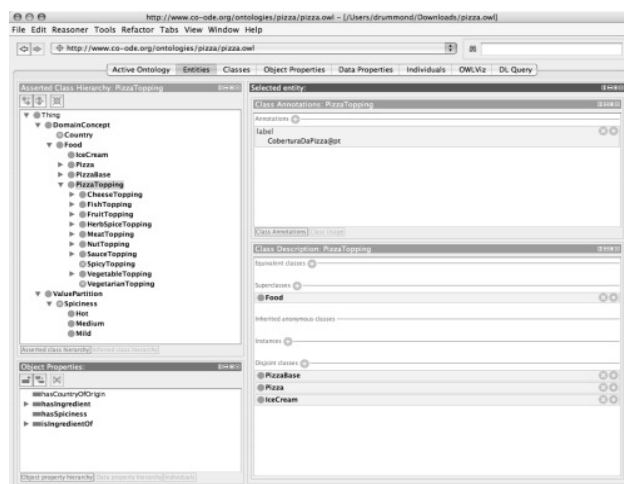 http://www.co-ode.org/ontologies/pizza/pizza.owl - [/Users/drummond/Downloads/pizza.owl]
File Edit Reasoner Tools Refactor Tabs View Window Help
http://www.co-ode.org/ontologies/pizza/pizza.owl
Active Ontology Entities Classes Object Properties Data Properties Individuals OWLViz DL Query
Asserted Class Hierarchy: PizzaTopping
Thing
DomainConcept
Country
Food
IceCream
Pizza
PizzaBase
PizzaTopping
CheeseTopping
FishTopping
FruitTopping
HerbSpiceTopping
MeatTopping
NutTopping
SauceTopping
SpicyTopping
VegetableTopping
VegetarianTopping
ValuePartition
Spiciness
Hot
Medium
Mild
Asserted class hierarchy Inferred class hierarchy
Object Properties:
hasCountryOfOrigin
hasIngredient
hasSpiciness
isIngredientOf
Object property hierarchy Data property hierarchy Individuals
Selected entity:
Class Annotations: PizzaTopping
Annotations
label
CoberturaDaPizza@pt
Class Annotations Class Usage
Class Description: PizzaTopping
Equivalent classes
Superclasses
Food
Inherited anonymous classes
Instances
Disjoint classes
PizzaBase
Pizza
IceCream